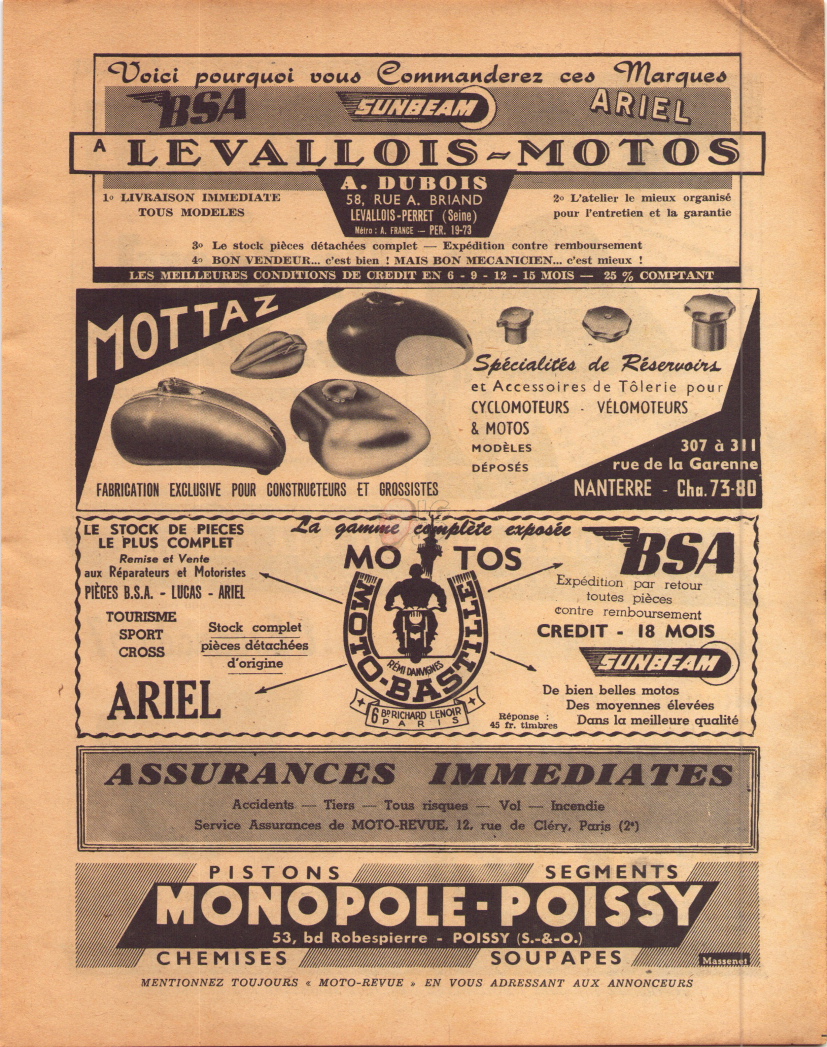 Voici pourquoi vous Commanderez ces Marques
BSA SUNBEAM ARIEL
A LEVALLOIS-MOTOS
A. DUBOIS
58, RUE A. BRIAND
LEVALLOIS-PERRET (Seine)
Métro : A. FRANCE — PER. 19-73
1º LIVRAISON IMMEDIATE
TOUS MODELES
2º L'atelier le mieux organisé
pour l'entretien et la garantie
3º Le stock pièces détachées complet — Expédition contre remboursement
4º BON VENDEUR... c'est bien ! MAIS BON MECANICIEN... c'est mieux !
LES MEILLEURES CONDITIONS DE CREDIT EN 6 - 9 - 12 - 15 MOIS — 25 % COMPTANT
MOTTAZ
Spécialités de Réservoirs
et Accessoires de Tôlerie pour
CYCLOMOTEURS - VÉLOMOTEURS
& MOTOS
MODÈLES
DÉPOSÉS
307 à 311
rue de la Garenne
NANTERRE - Cha. 73-80
FABRICATION EXCLUSIVE POUR CONSTRUCTEURS ET GROSSISTES
La gamme complète exposée
LE STOCK DE PIECES
LE PLUS COMPLET
Remise et Vente
aux Réparateurs et Motoristes
PIÈCES B.S.A. - LUCAS - ARIEL
TOURISME
SPORT
CROSS
Stock complet
pièces détachées
d'origine
ARIEL
MOTOS
MOTO-BASTILLE
RÉMI DANVIGNES
6 BD RICHARD LENOIR
PARIS
BSA
Expédition par retour
toutes pièces
contre remboursement
CREDIT - 18 MOIS
SUNBEAM
De bien belles motos
Des moyennes élevées
Dans la meilleure qualité
Réponse :
45 fr. timbres
ASSURANCES IMMEDIATES
Accidents — Tiers — Tous risques — Vol — Incendie
Service Assurances de MOTO-REVUE, 12, rue de Cléry, Paris (2e)
PISTONS SEGMENTS
MONOPOLE-POISSY
53, bd Robespierre - POISSY (S.-&-O.)
CHEMISES SOUPAPES
Massenet
MENTIONNEZ TOUJOURS « MOTO-REVUE » EN VOUS ADRESSANT AUX ANNONCEURS